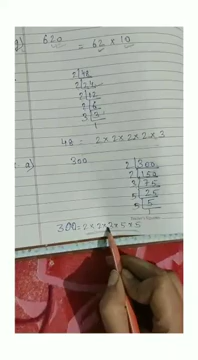 g) 620 = 62 × 10
2 | 48
2 | 24
2 | 12
2 | 6
3 | 3
1
48 = 2 × 2 × 2 × 2 × 3
a) 300
2 | 300
2 | 150
3 | 75
5 | 25
5 | 5
1
300 = 2 × 2 × 3 × 5 × 5